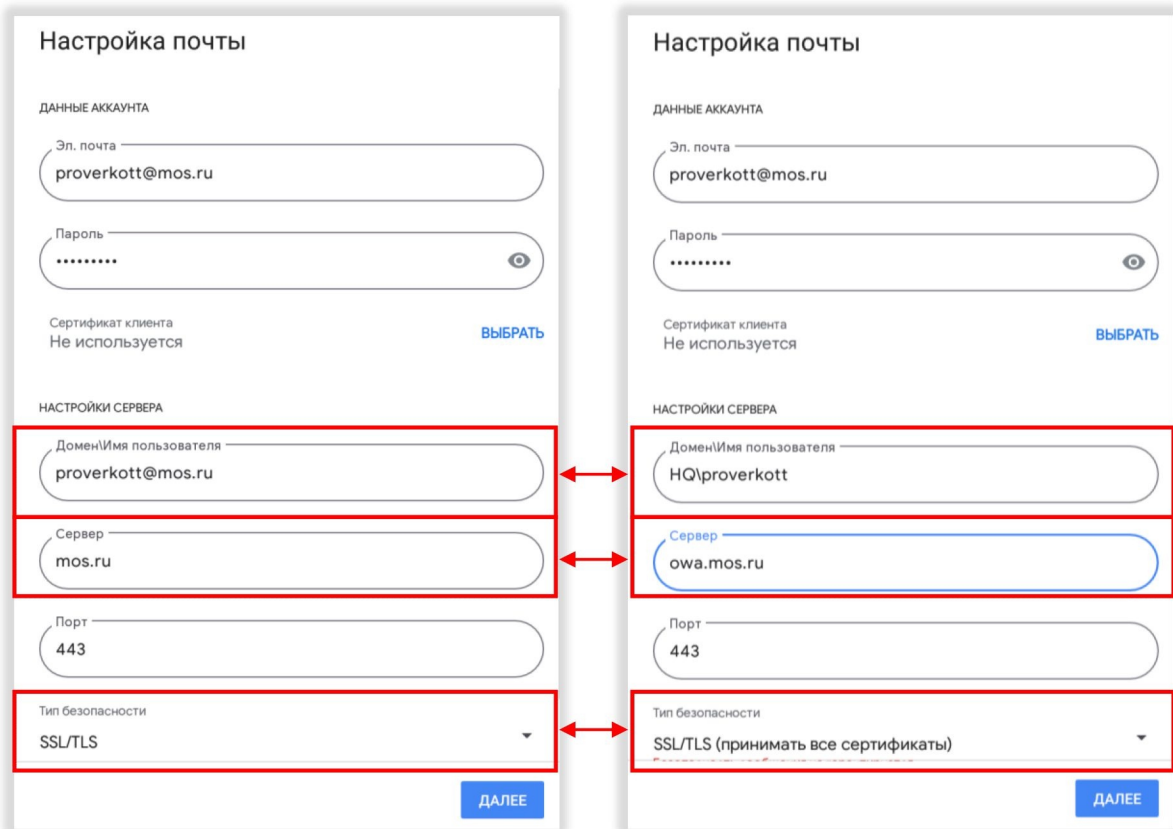 Настройка почты
ДАННЫЕ АККАУНТА
Эл. почта
proverkott@mos.ru
Пароль
•••••••••
Сертификат клиента
Не используется
ВЫБРАТЬ
НАСТРОЙКИ СЕРВЕРА
Домен\Имя пользователя
proverkott@mos.ru
Сервер
mos.ru
Порт
443
Тип безопасности
SSL/TLS
ДАЛЕЕ
Настройка почты
ДАННЫЕ АККАУНТА
Эл. почта
proverkott@mos.ru
Пароль
•••••••••
Сертификат клиента
Не используется
ВЫБРАТЬ
НАСТРОЙКИ СЕРВЕРА
Домен\Имя пользователя
HQ\proverkott
Сервер
owa.mos.ru
Порт
443
Тип безопасности
SSL/TLS (принимать все сертификаты)
ДАЛЕЕ